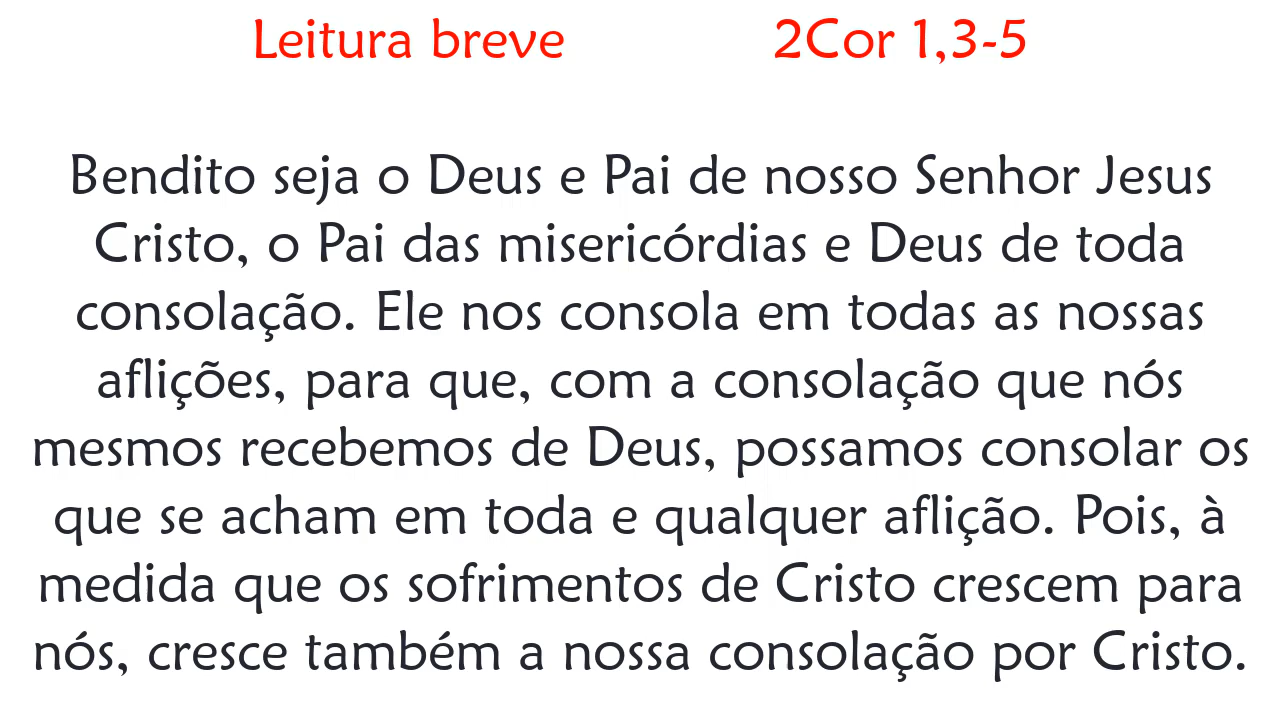 Leitura breve 2Cor 1,3-5
Bendito seja o Deus e Pai de nosso Senhor Jesus
Cristo, o Pai das misericórdias e Deus de toda
consolação. Ele nos consola em todas as nossas
aflições, para que, com a consolação que nós
mesmos recebemos de Deus, possamos consolar os
que se acham em toda e qualquer aflição. Pois, à
medida que os sofrimentos de Cristo crescem para
nós, cresce também a nossa consolação por Cristo.